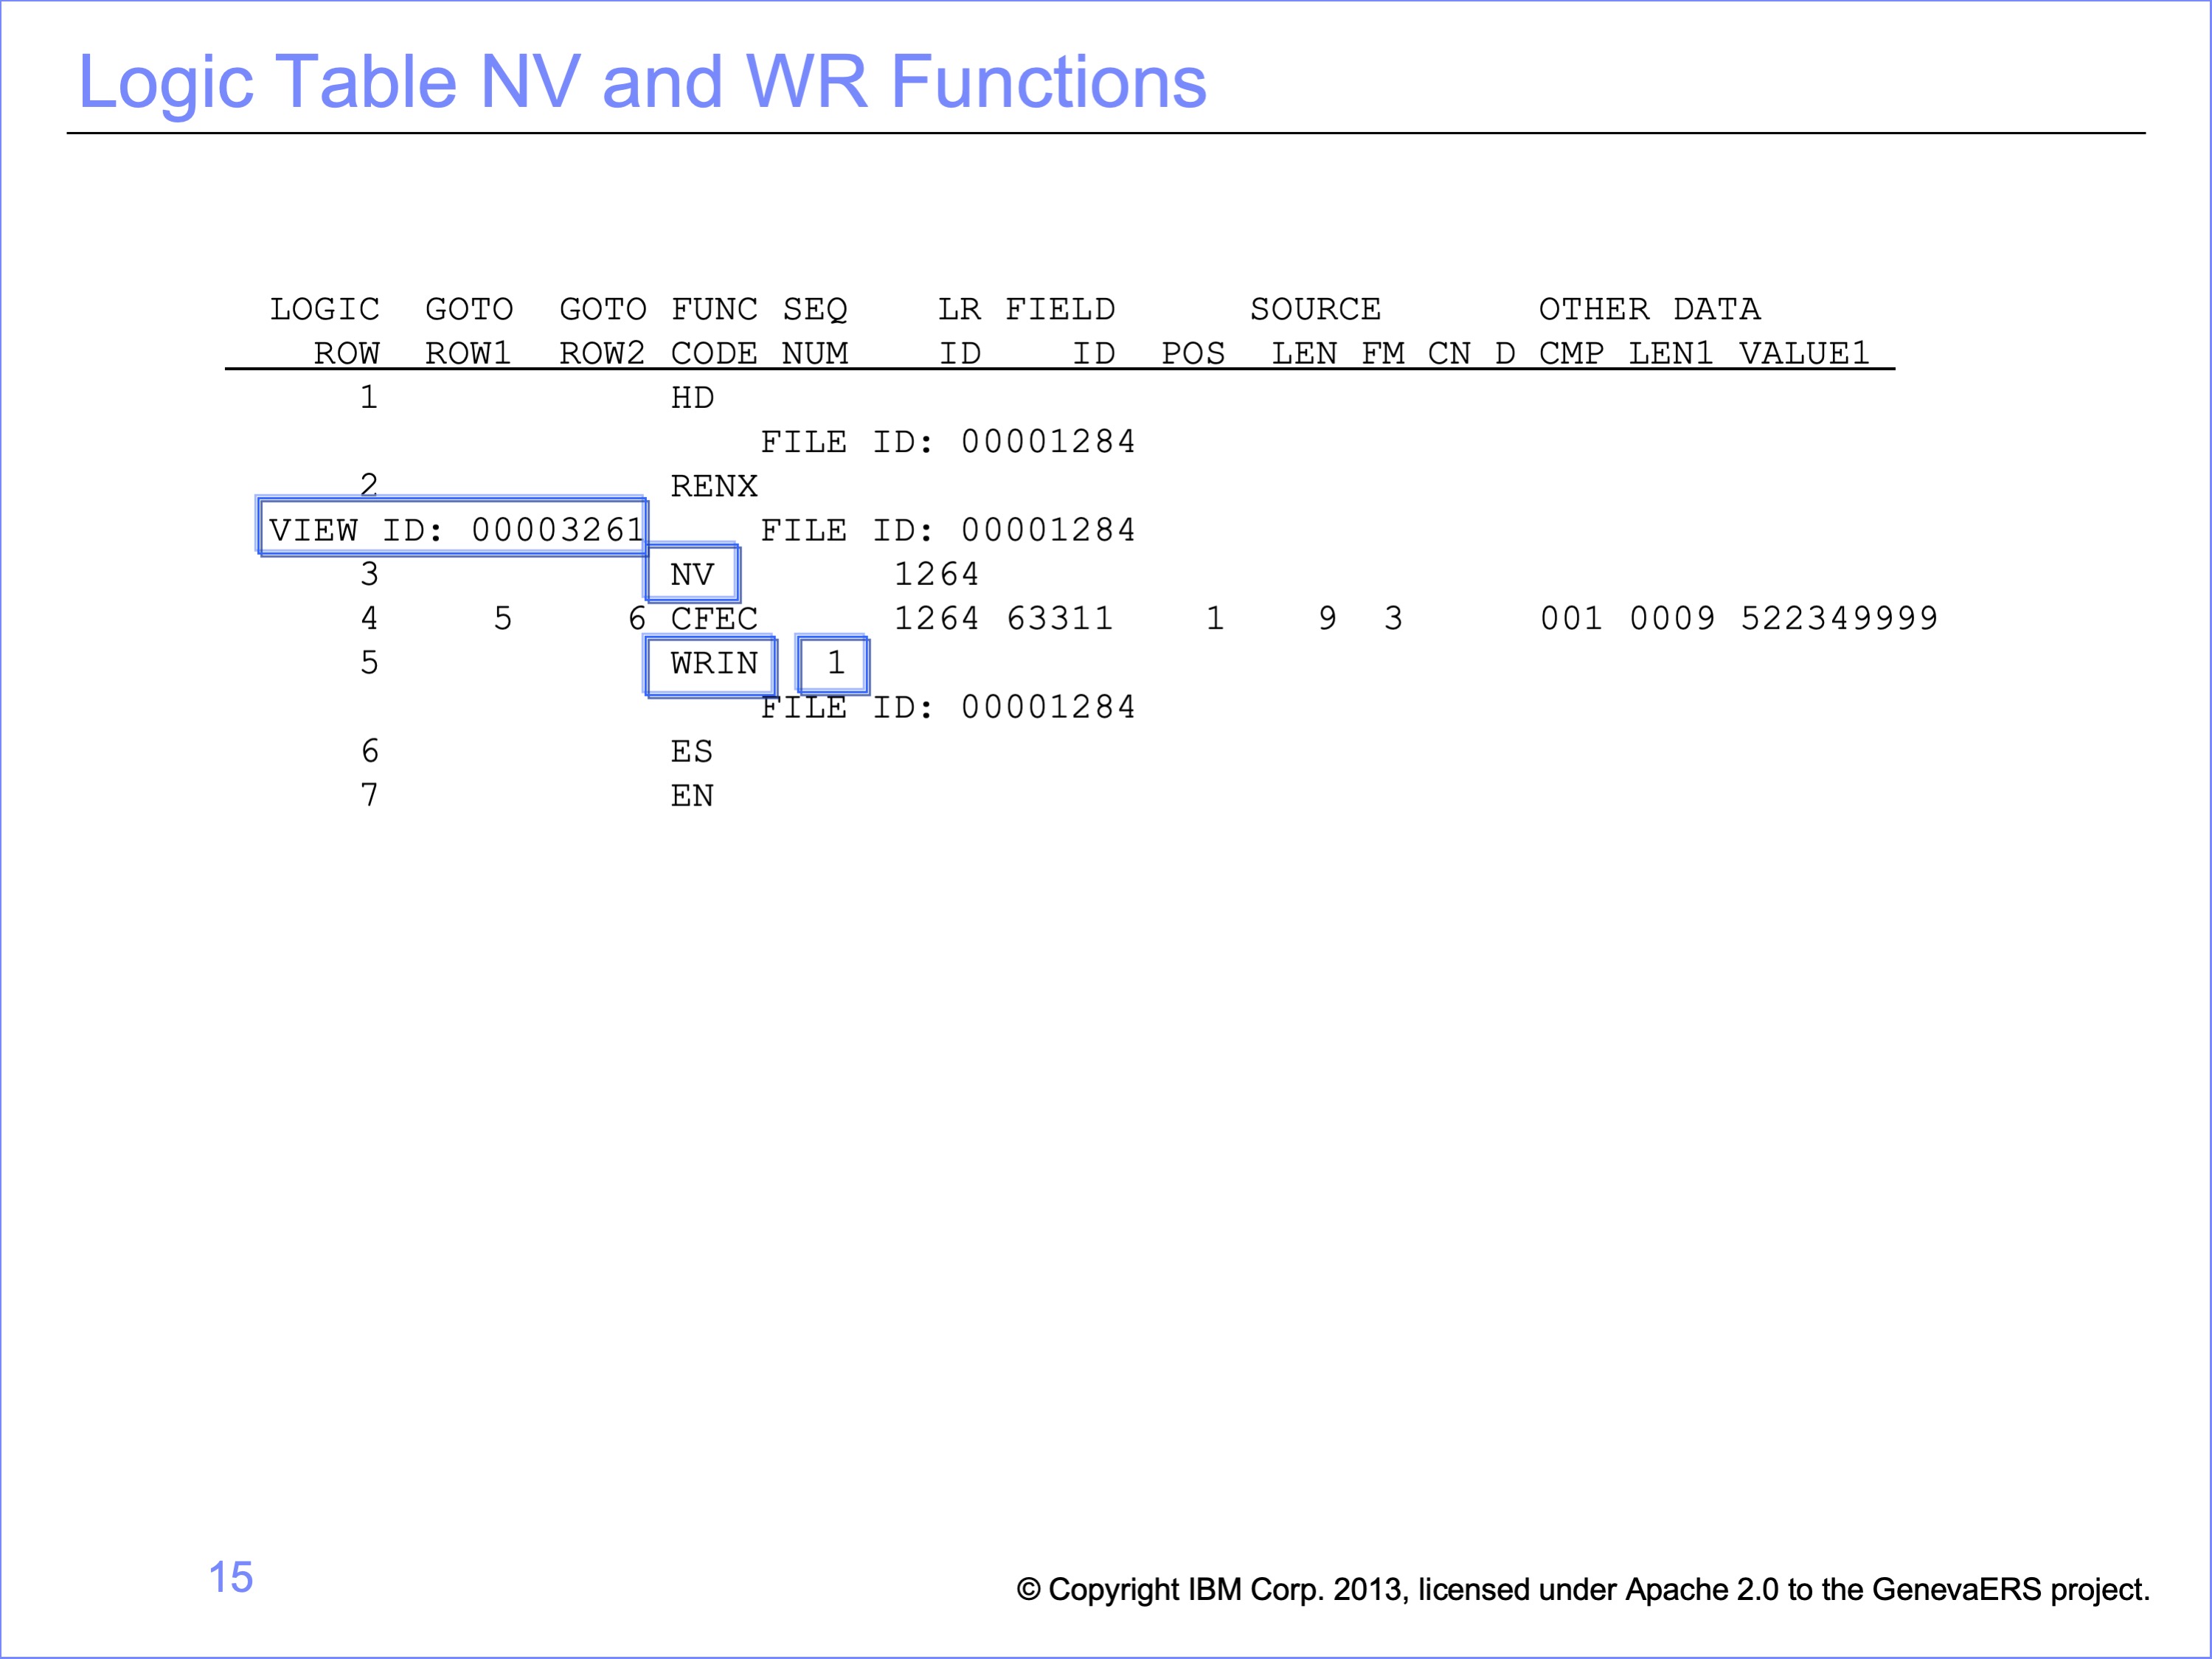 Logic Table NV and WR Functions
LOGIC GOTO GOTO FUNC SEQ LR FIELD SOURCE OTHER DATA
ROW ROW1 ROW2 CODE NUM ID ID POS LEN FM CN D CMP LEN1 VALUE1
1 HD
FILE ID: 00001284
2 RENX
VIEW ID: 00003261 FILE ID: 00001284
3 NV 1264
4 5 6 CFEC 1264 63311 1 9 3 001 0009 522349999
5 WRIN 1
FILE ID: 00001284
6 ES
7 EN
15
© Copyright IBM Corp. 2013, licensed under Apache 2.0 to the GenevaERS project.